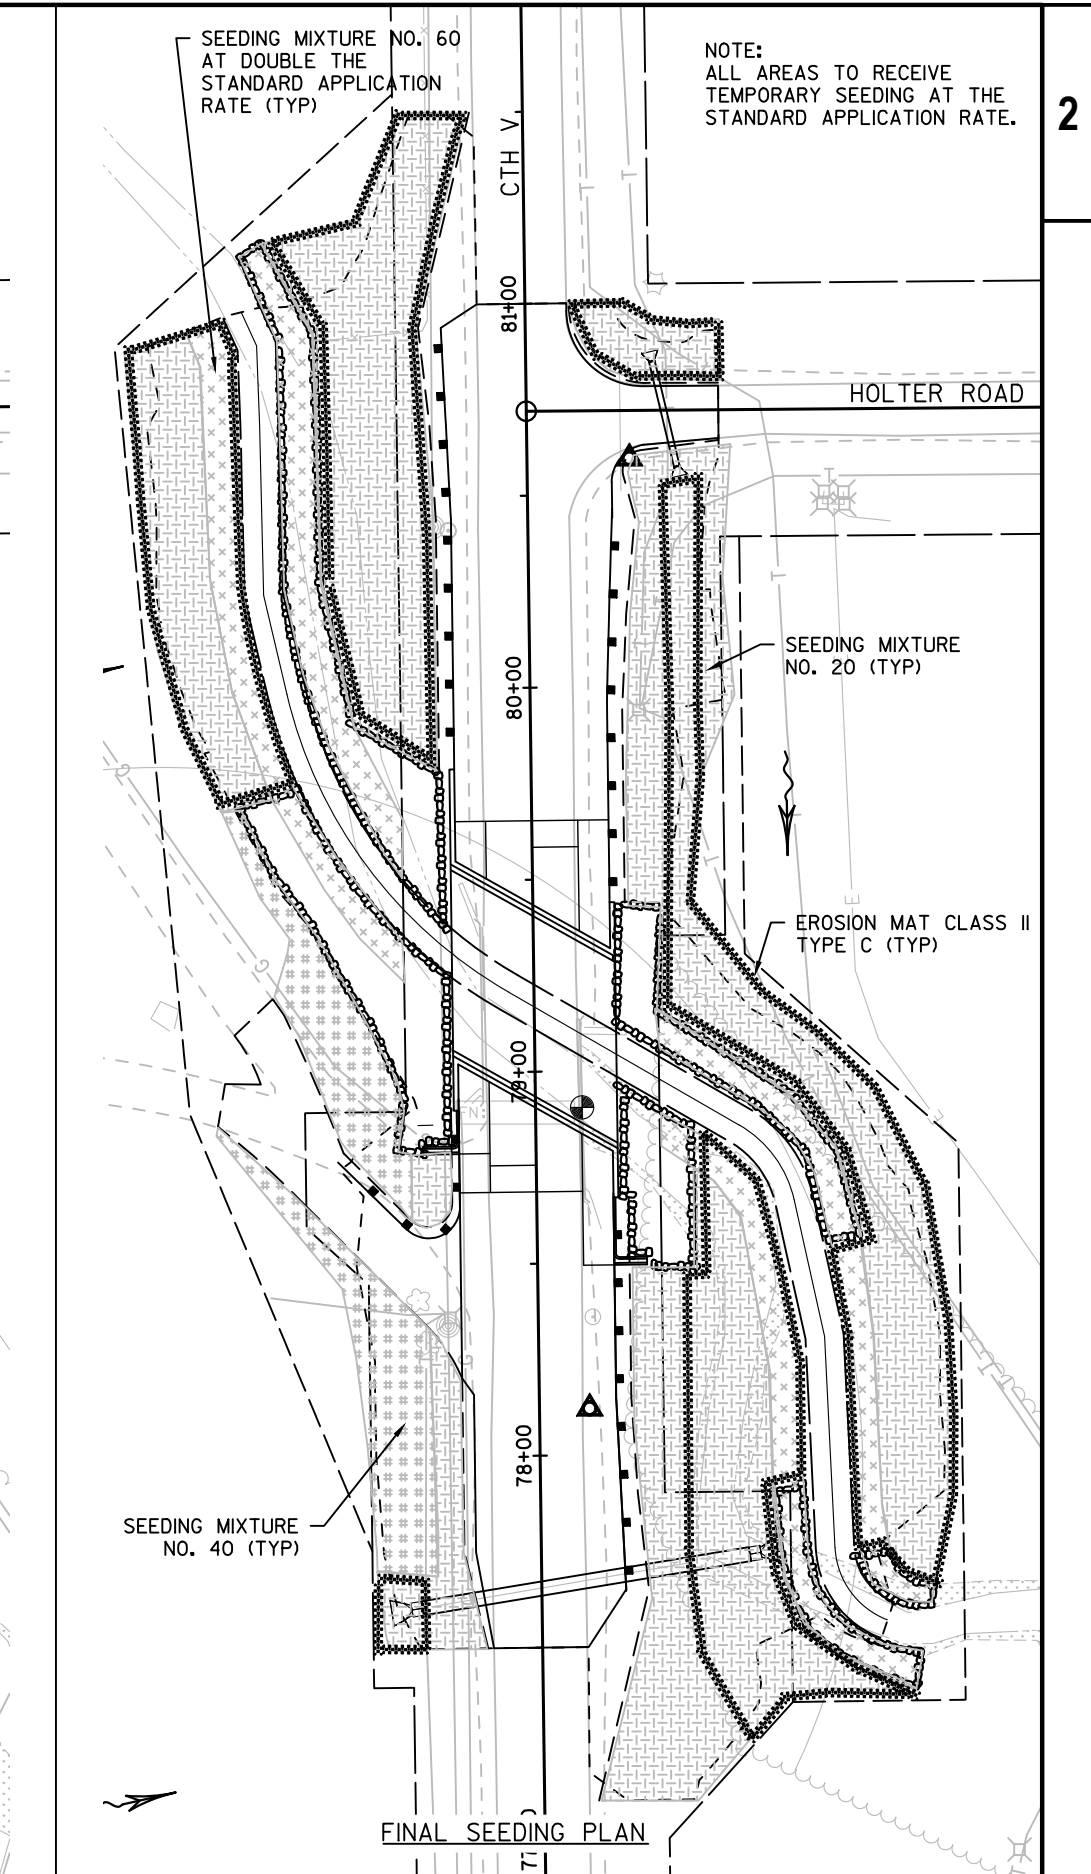 SEEDING MIXTURE NO. 60
AT DOUBLE THE
STANDARD APPLICATION
RATE (TYP)
NOTE:
ALL AREAS TO RECEIVE
TEMPORARY SEEDING AT THE
STANDARD APPLICATION RATE.
2
CTH V
81+00
HOLTER ROAD
SEEDING MIXTURE
NO. 20 (TYP)
80+00
EROSION MAT CLASS II
TYPE C (TYP)
79+00
78+00
SEEDING MIXTURE
NO. 40 (TYP)
FINAL SEEDING PLAN